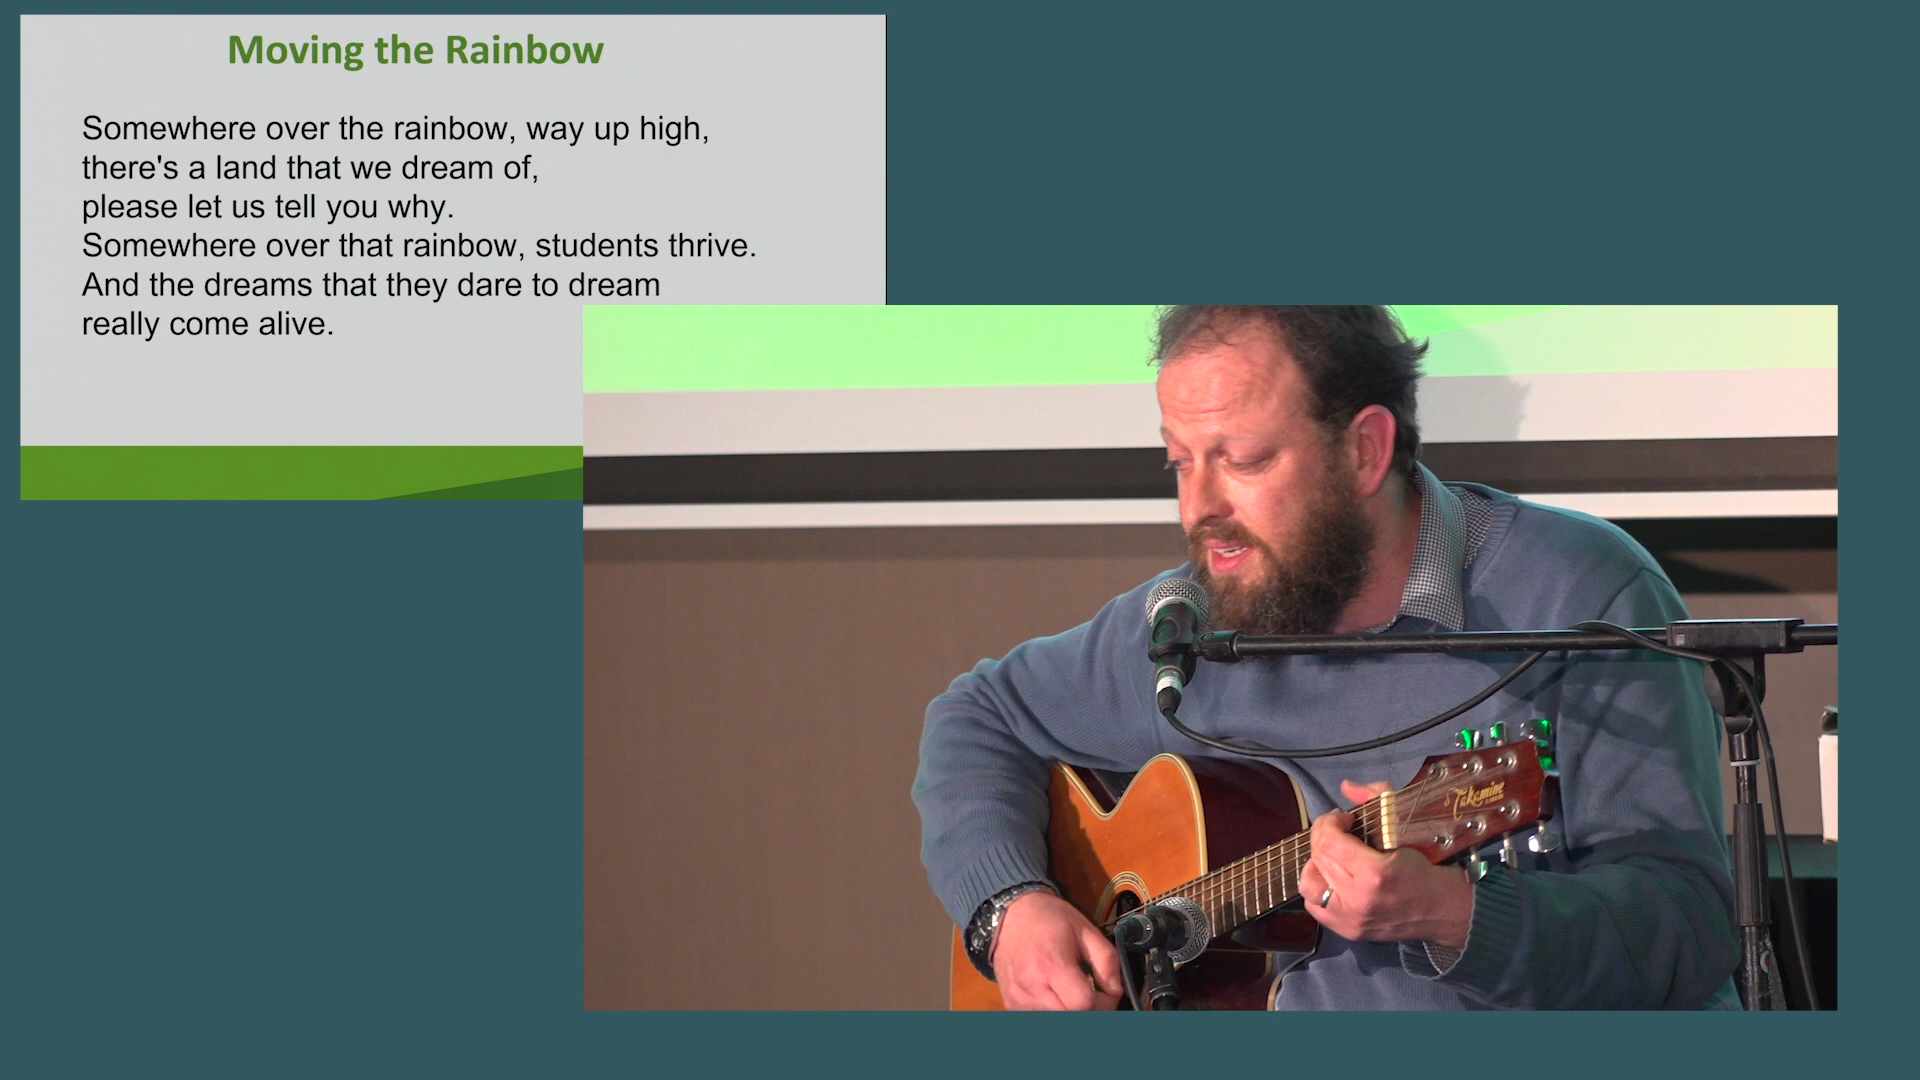 Moving the Rainbow
Somewhere over the rainbow, way up high,
there's a land that we dream of,
please let us tell you why.
Somewhere over that rainbow, students thrive.
And the dreams that they dare to dream
really come alive.
Takamine